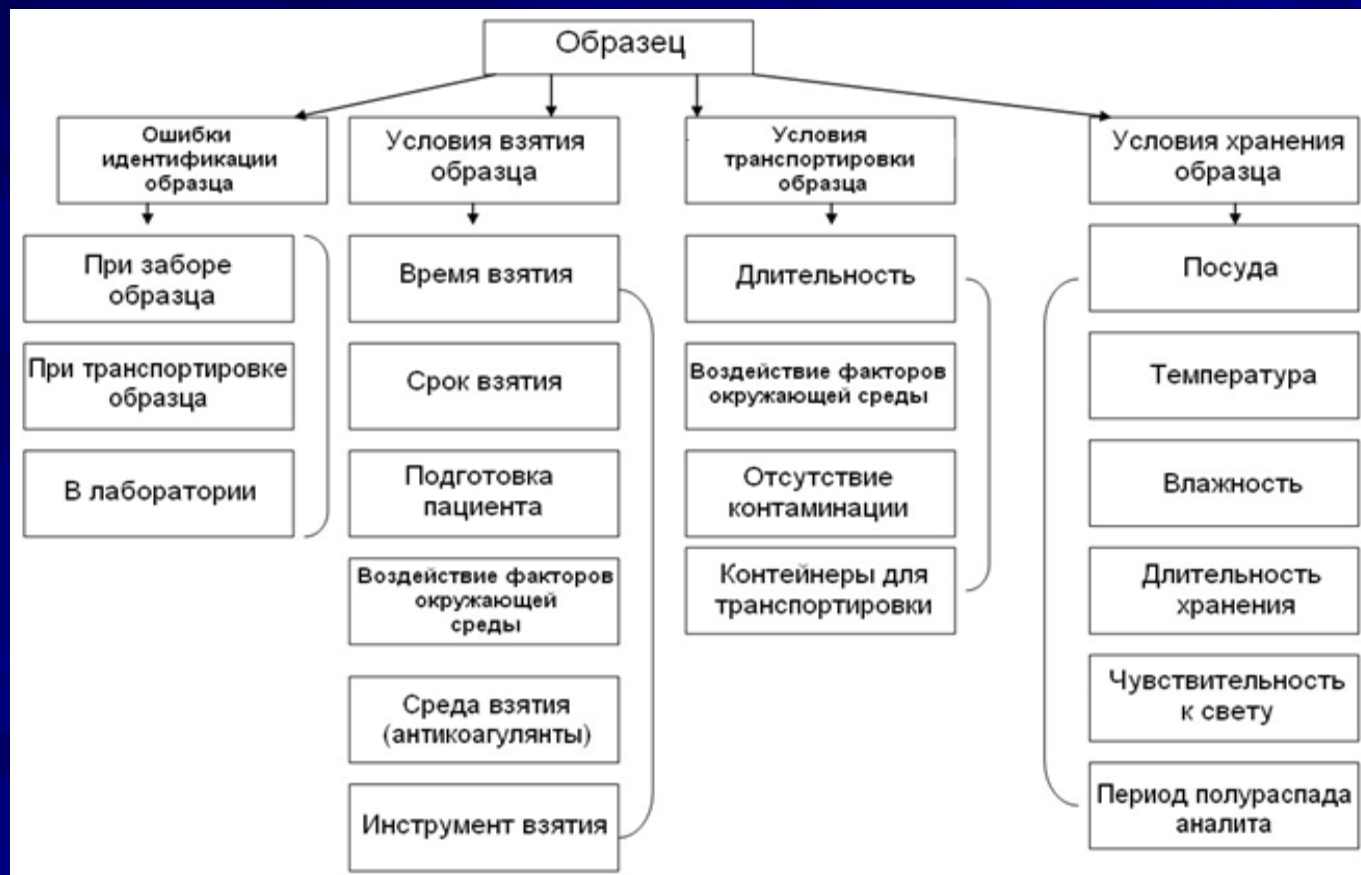 Образец
Ошибки
идентификации
образца
При заборе
образца
При транспортировке
образца
В лаборатории
Условия взятия
образца
Время взятия
Срок взятия
Подготовка
пациента
Воздействие факторов
окружающей
среды
Среда взятия
(антикоагулянты)
Инструмент взятия
Условия
транспортировки
образца
Длительность
Воздействие факторов
окружающей среды
Отсутствие
контаминации
Контейнеры для
транспортировки
Условия хранения
образца
Посуда
Температура
Влажность
Длительность
хранения
Чувствительность
к свету
Период полураспада
аналита